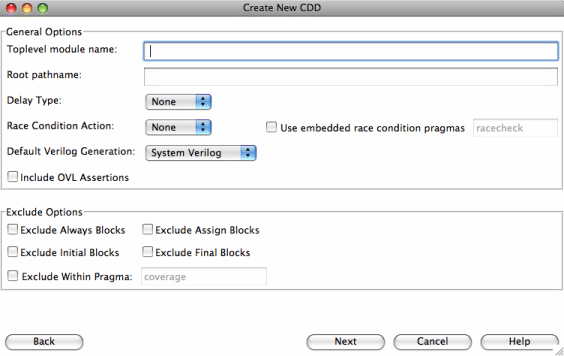 Create New CDD
General Options
Toplevel module name:
Root pathname:
Delay Type: None
Race Condition Action: None Use embedded race condition pragmas racecheck
Default Verilog Generation: System Verilog
Include OVL Assertions
Exclude Options
Exclude Always Blocks Exclude Assign Blocks
Exclude Initial Blocks Exclude Final Blocks
Exclude Within Pragma: coverage
Back Next Cancel Help